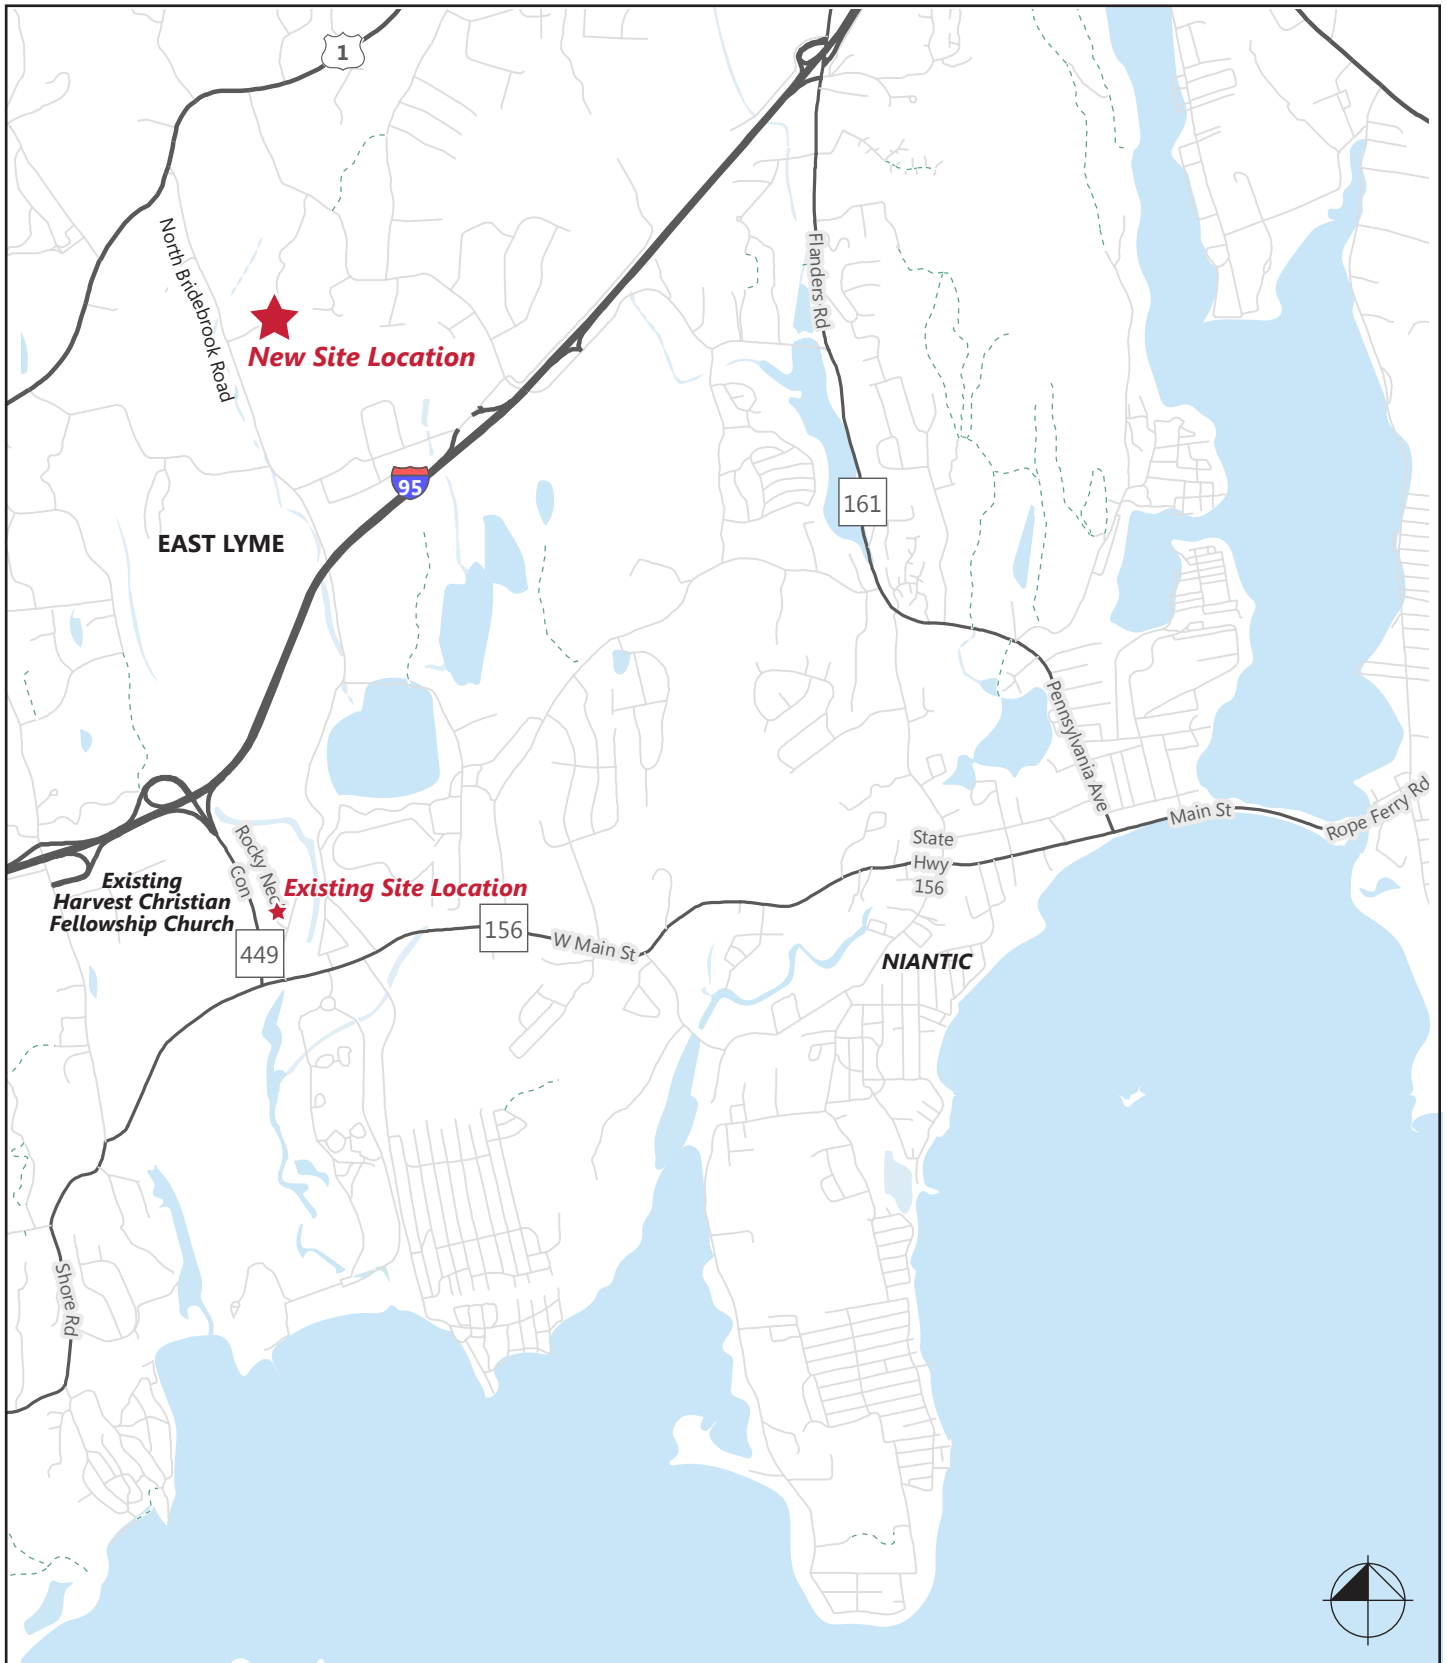 1
North Bridebrook Road
Flanders Rd
New Site Location
95
161
EAST LYME
Pennsylvania Ave
Main St
Rope Ferry Rd
Rocky Nec
Con
State
Hwy
156
Existing
Harvest Christian
Fellowship Church
Existing Site Location
449
156
W Main St
NIANTIC
Shore Rd